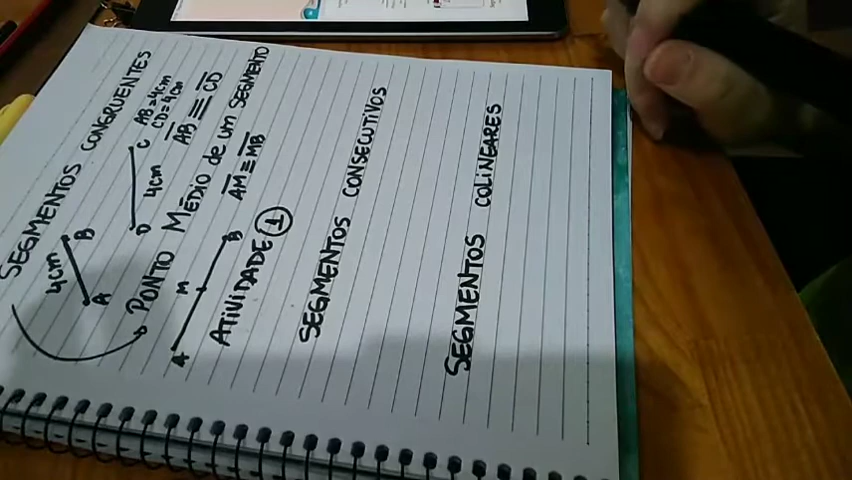 SEGMENTOS CONGRUENTES
4cm
A
B
C
D
4cm
AB=4cm
CD=4cm
AB ≡ CD
PONTO MÉDIO de um SEGMENTO
A
M
B
AM ≡ MB
ATIVIDADE 1
SEGMENTOS CONSECUTIVOS
SEGMENTOS COLINEARES